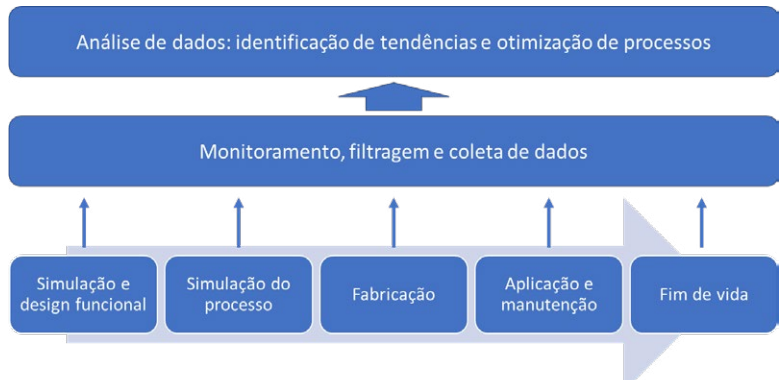 Análise de dados: identificação de tendências e otimização de processos
Monitoramento, filtragem e coleta de dados
Simulação e
design funcional
Simulação do
processo
Fabricação
Aplicação e
manutenção
Fim de vida